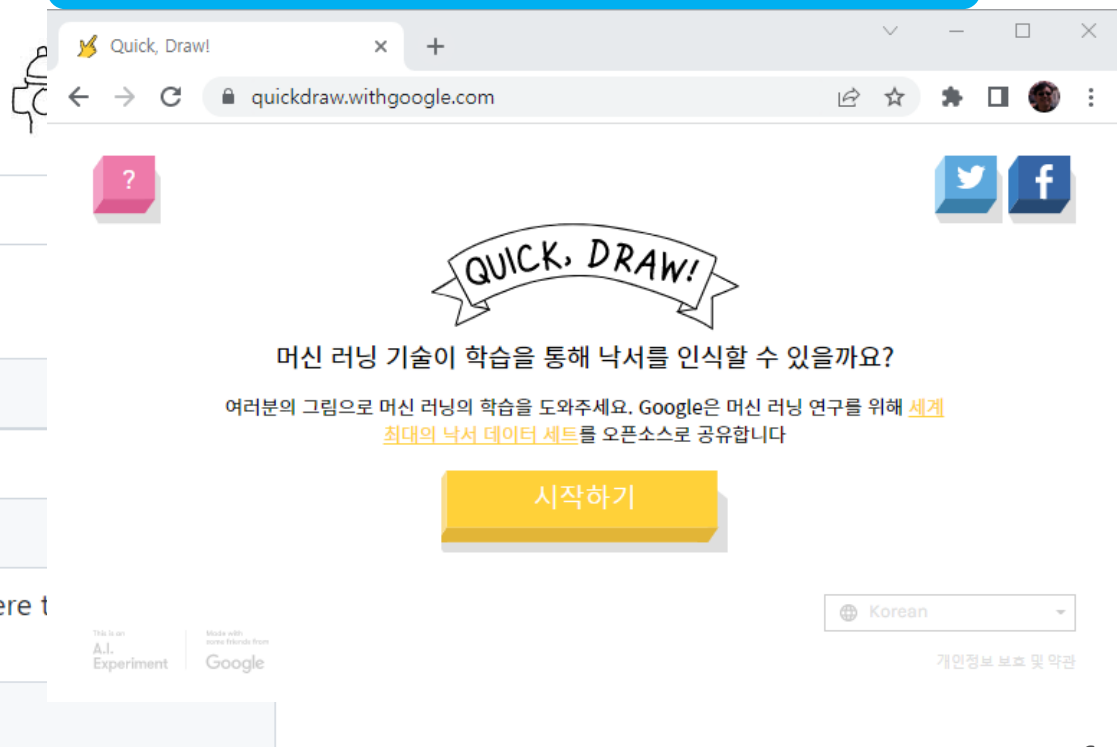 Quick, Draw!
quickdraw.withgoogle.com
?
QUICK, DRAW!
머신 러닝 기술이 학습을 통해 낙서를 인식할 수 있을까요?
여러분의 그림으로 머신 러닝의 학습을 도와주세요. Google은 머신 러닝 연구를 위해 세계
최대의 낙서 데이터 세트를 오픈소스로 공유합니다
시작하기
ere t
Korean
This is an
A.I.
Experiment
Made with
some friends from
Google
개인정보 보호 및 약관